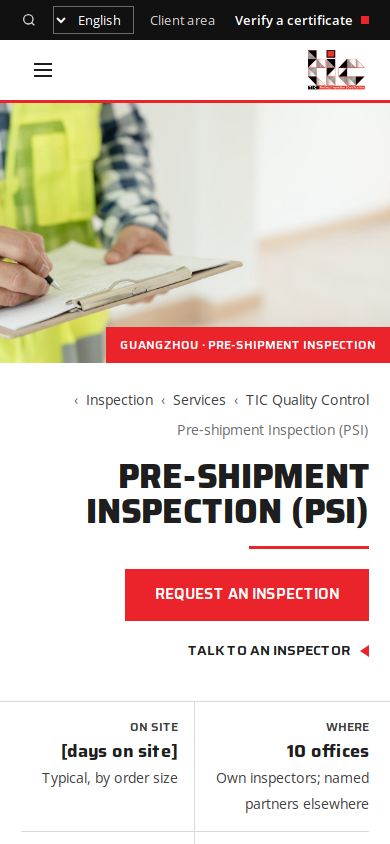 Verify a certificate
Client area
English
tic
GUANGZHOU · PRE-SHIPMENT INSPECTION
TIC Quality Control ‹ Services ‹ Inspection ‹
Pre-shipment Inspection (PSI)
PRE-SHIPMENT
INSPECTION (PSI)
REQUEST AN INSPECTION
TALK TO AN INSPECTOR
WHERE
10 offices
Own inspectors; named
partners elsewhere
ON SITE
[days on site]
Typical, by order size